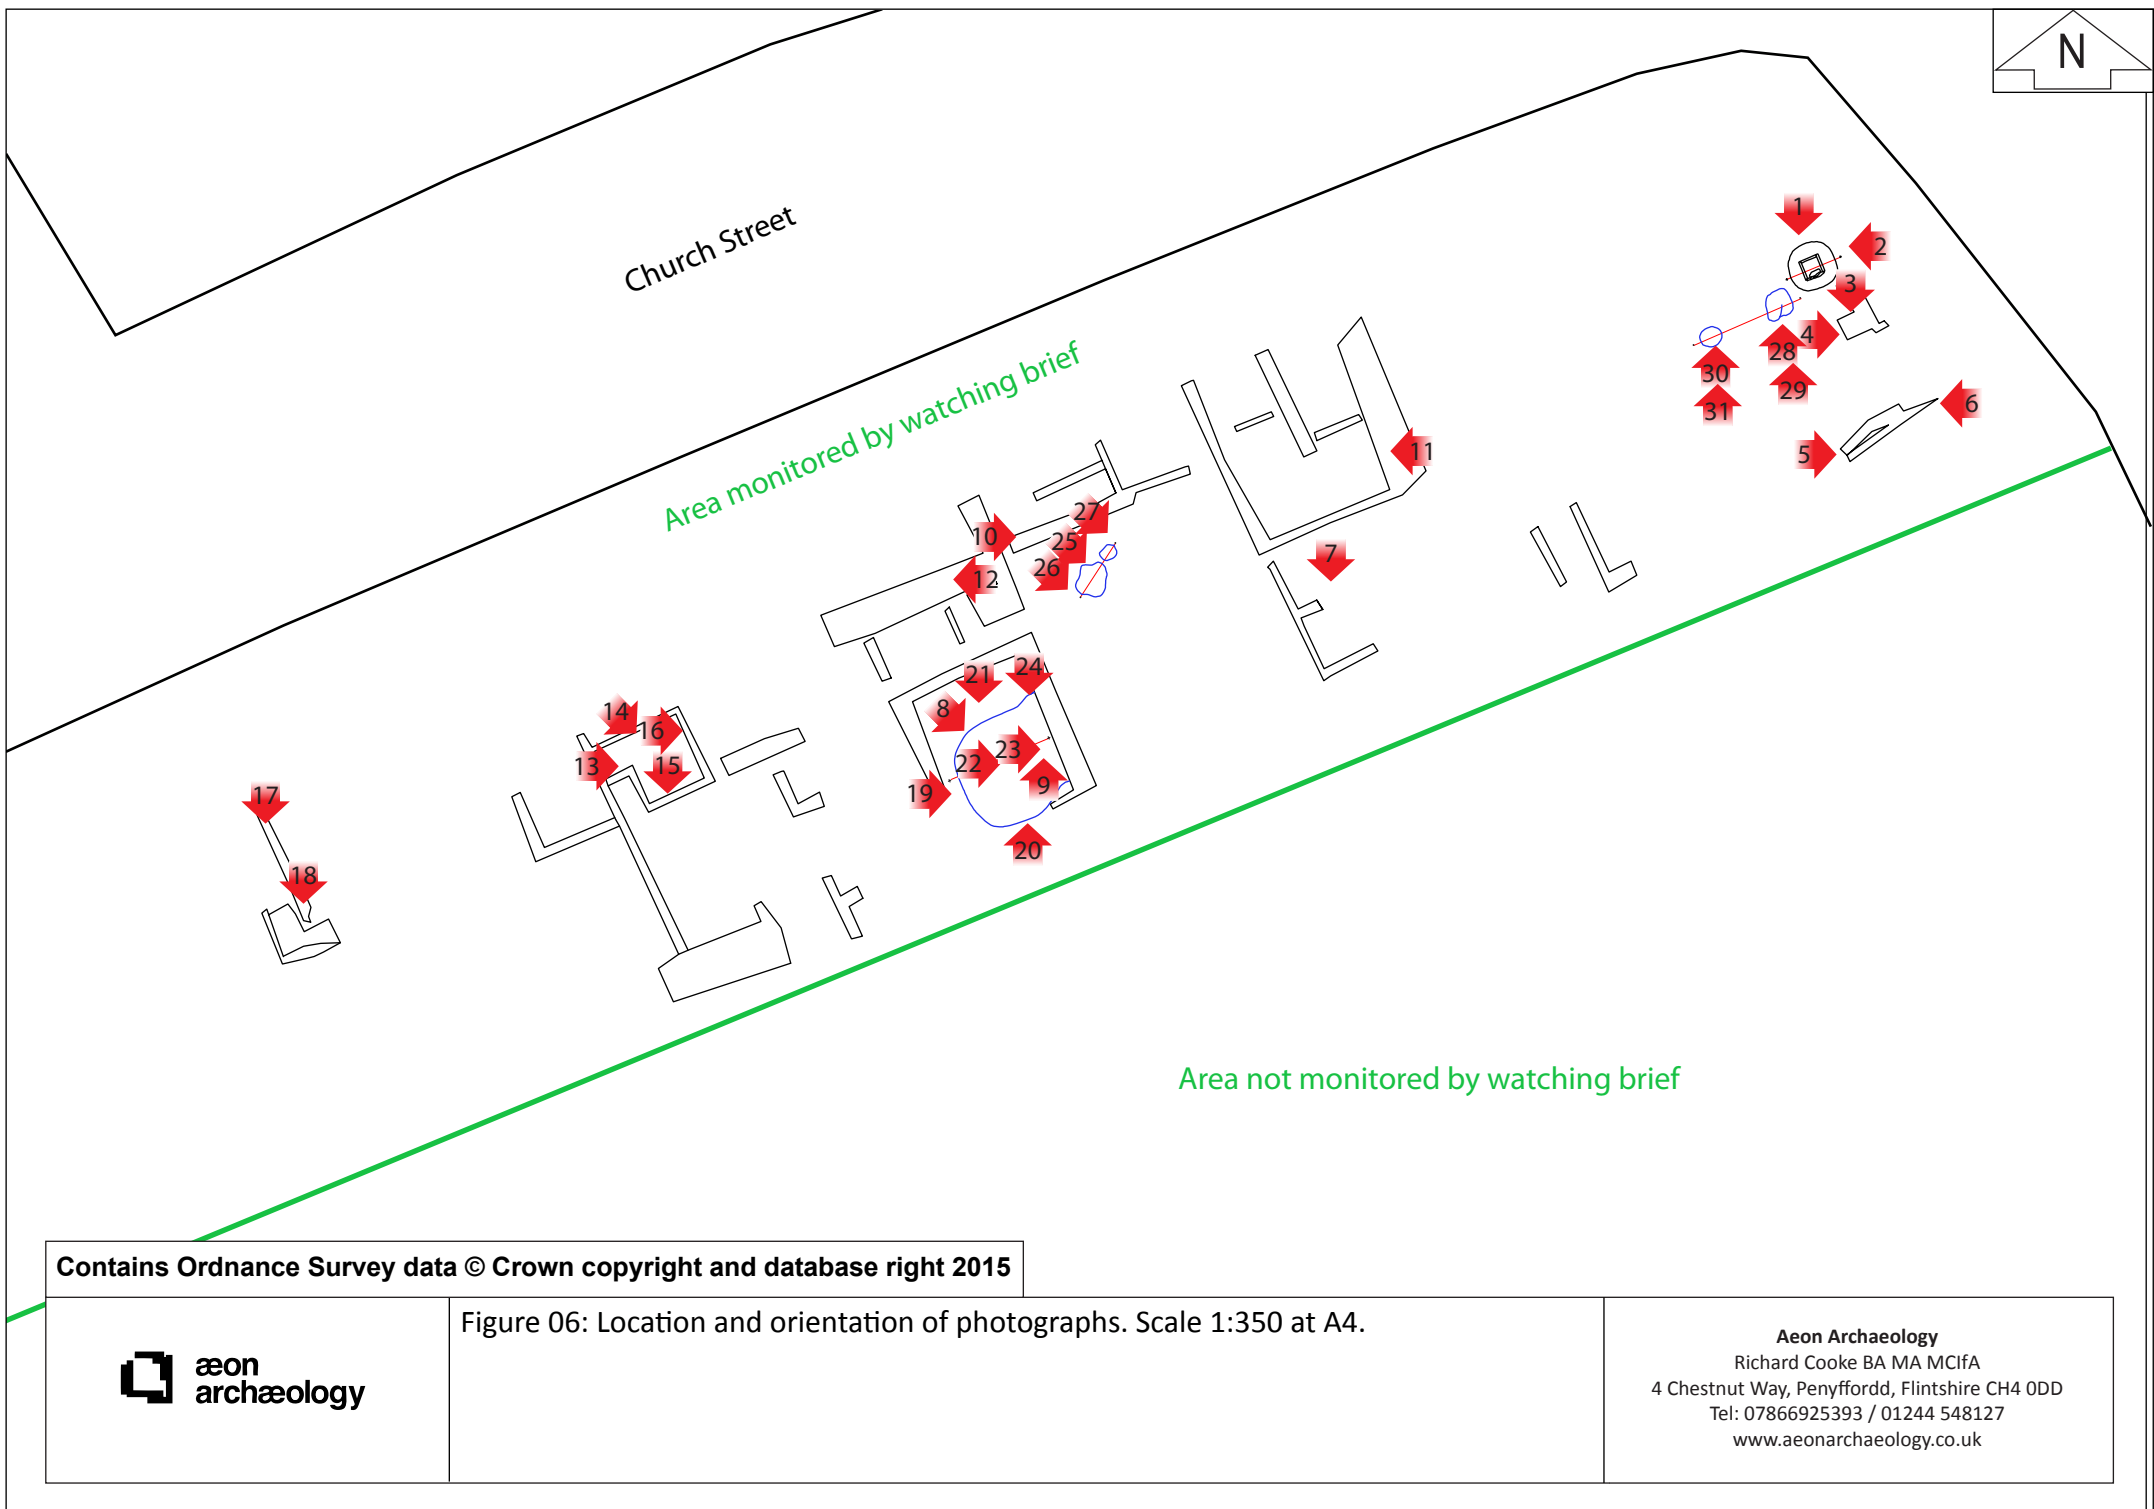 N
Church Street
Area monitored by watching brief
1
2
3
4
28
29
30
31
5
6
7
11
27
25
26
10
12
21
24
8
22
23
9
19
20
14
16
13
15
17
18
Area not monitored by watching brief
Contains Ordnance Survey data © Crown copyright and database right 2015
æon
archæology
Figure 06: Location and orientation of photographs. Scale 1:350 at A4.
Aeon Archaeology
Richard Cooke BA MA MCIfA
4 Chestnut Way, Penyffordd, Flintshire CH4 0DD
Tel: 07866925393 / 01244 548127
www.aeonarchaeology.co.uk